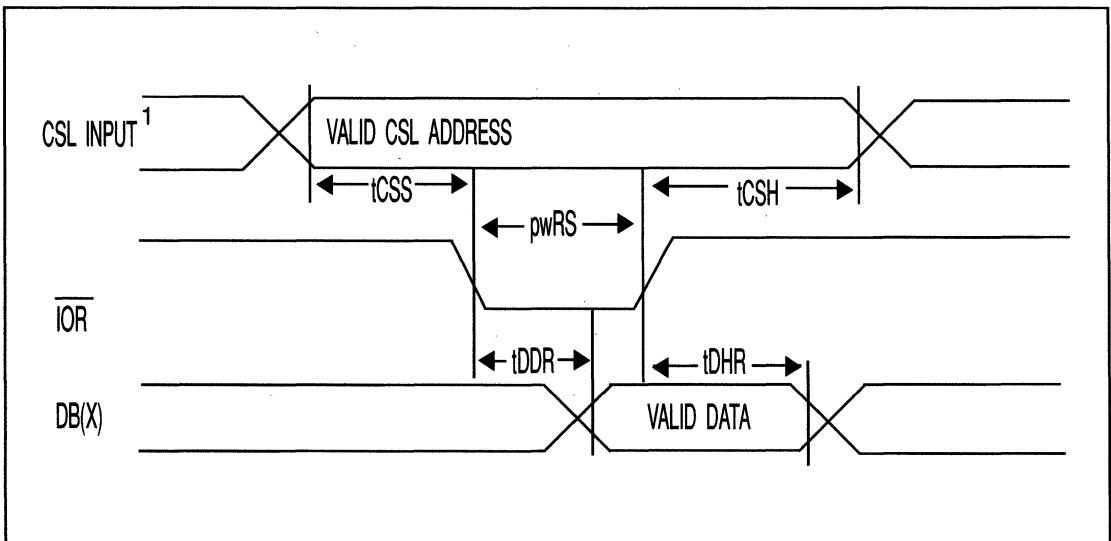 CSL INPUT 1
VALID CSL ADDRESS
tCSS
tCSH
pwRS
IOR
tDDR
tDHR
DB(X)
VALID DATA